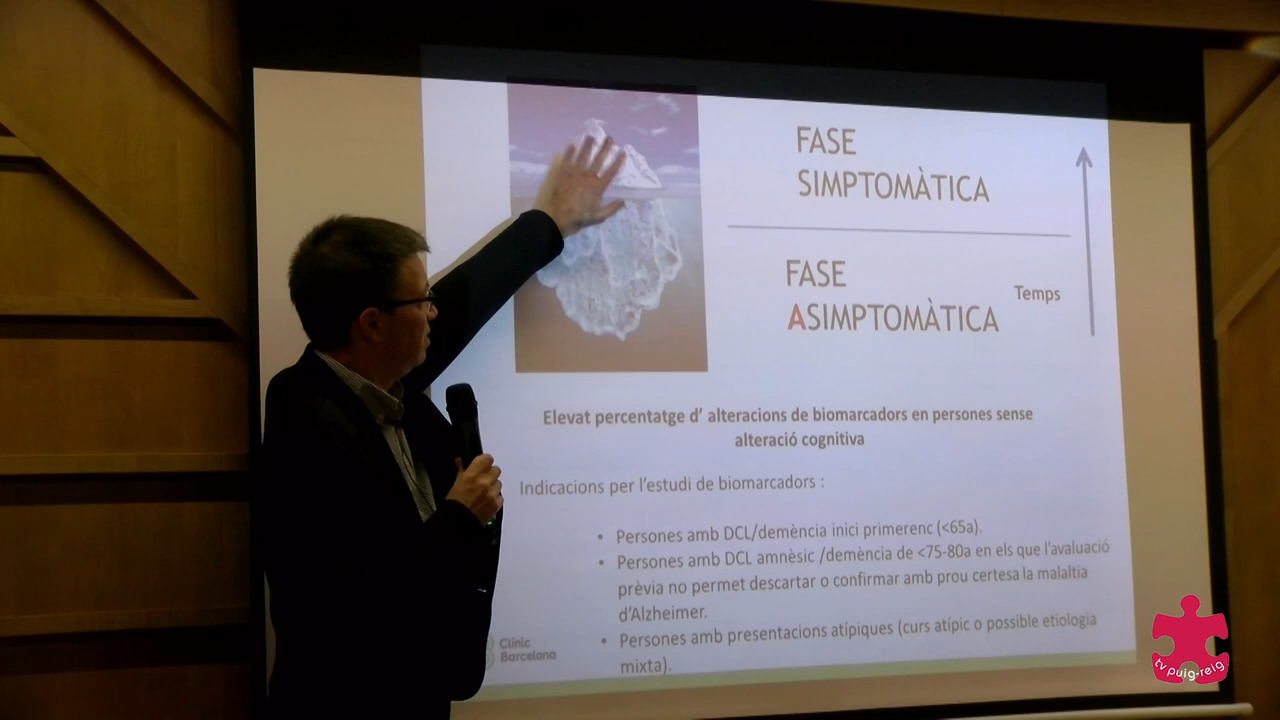 FASE
SIMPTOMÀTICA
FASE
ASIMPTOMÀTICA
Temps
Elevat percentatge d' alteracions de biomarcadors en persones sense
alteració cognitiva
Indicacions per l'estudi de biomarcadors :
• Persones amb DCL/demència inici primerenc (<65a).
• Persones amb DCL amnèsic /demència de <75-80a en els que l'avaluació
prèvia no permet descartar o confirmar amb prou certesa la malaltia
d'Alzheimer.
• Persones amb presentacions atípiques (curs atípic o possible etiologia
mixta).
Clínic
Barcelona
tv puig-reig